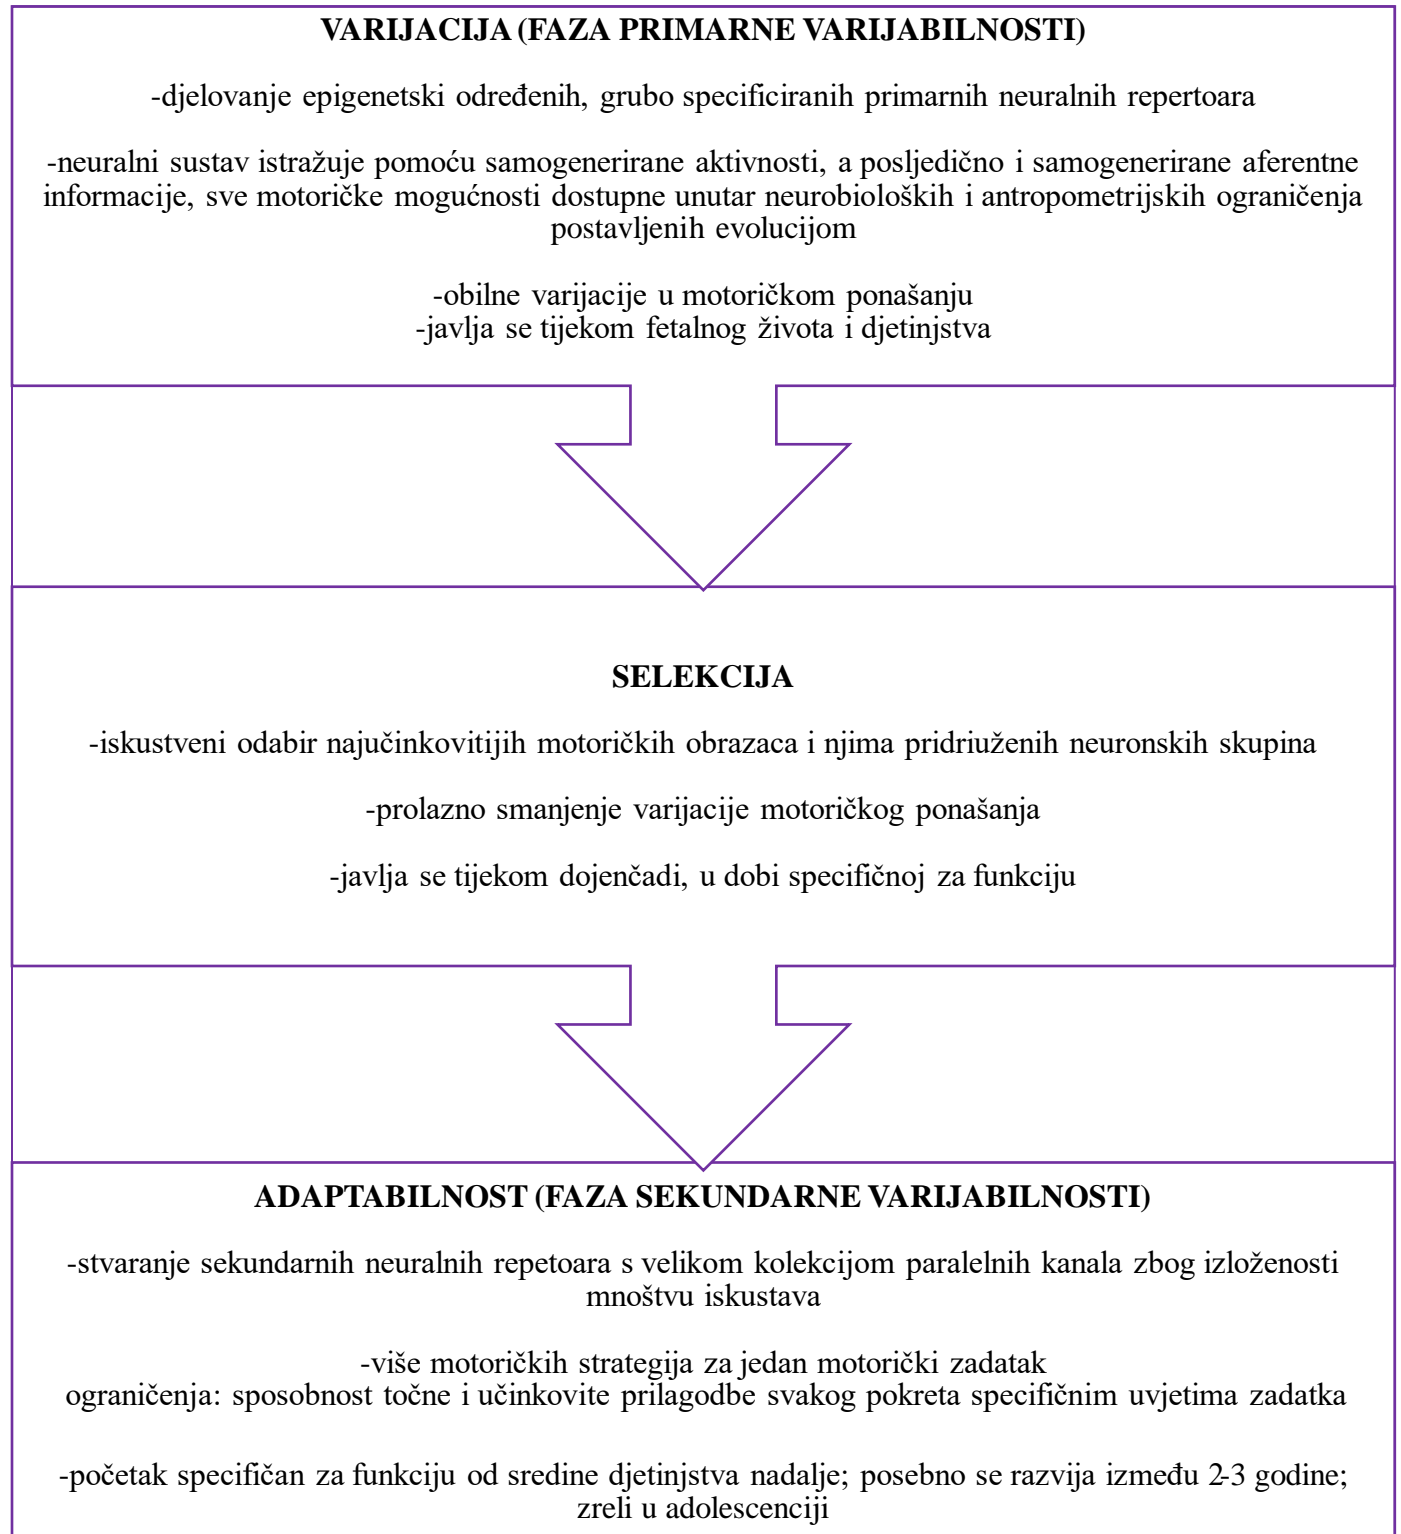 VARIJACIJA (FAZA PRIMARNE VARIJABILNOSTI)
-djelovanje epigenetski određenih, grubo specificiranih primarnih neuralnih repertoara
-neuralni sustav istražuje pomoću samogenerirane aktivnosti, a posljedično i samogenerirane aferentne
informacije, sve motoričke mogućnosti dostupne unutar neurobioloških i antropometrijskih ograničenja
postavljenih evolucijom
-obilne varijacije u motoričkom ponašanju
-javlja se tijekom fetalnog života i djetinjstva
SELEKCIJA
-iskustveni odabir najučinkovitijih motoričkih obrazaca i njima pridriuženih neuronskih skupina
-prolazno smanjenje varijacije motoričkog ponašanja
-javlja se tijekom dojenčadi, u dobi specifičnoj za funkciju
ADAPTABILNOST (FAZA SEKUNDARNE VARIJABILNOSTI)
-stvaranje sekundarnih neuralnih repetoara s velikom kolekcijom paralelnih kanala zbog izloženosti
mnoštvu iskustava
-više motoričkih strategija za jedan motorički zadatak
ograničenja: sposobnost točne i učinkovite prilagodbe svakog pokreta specifičnim uvjetima zadatka
-početak specifičan za funkciju od sredine djetinjstva nadalje; posebno se razvija između 2-3 godine;
zreli u adolescenciji